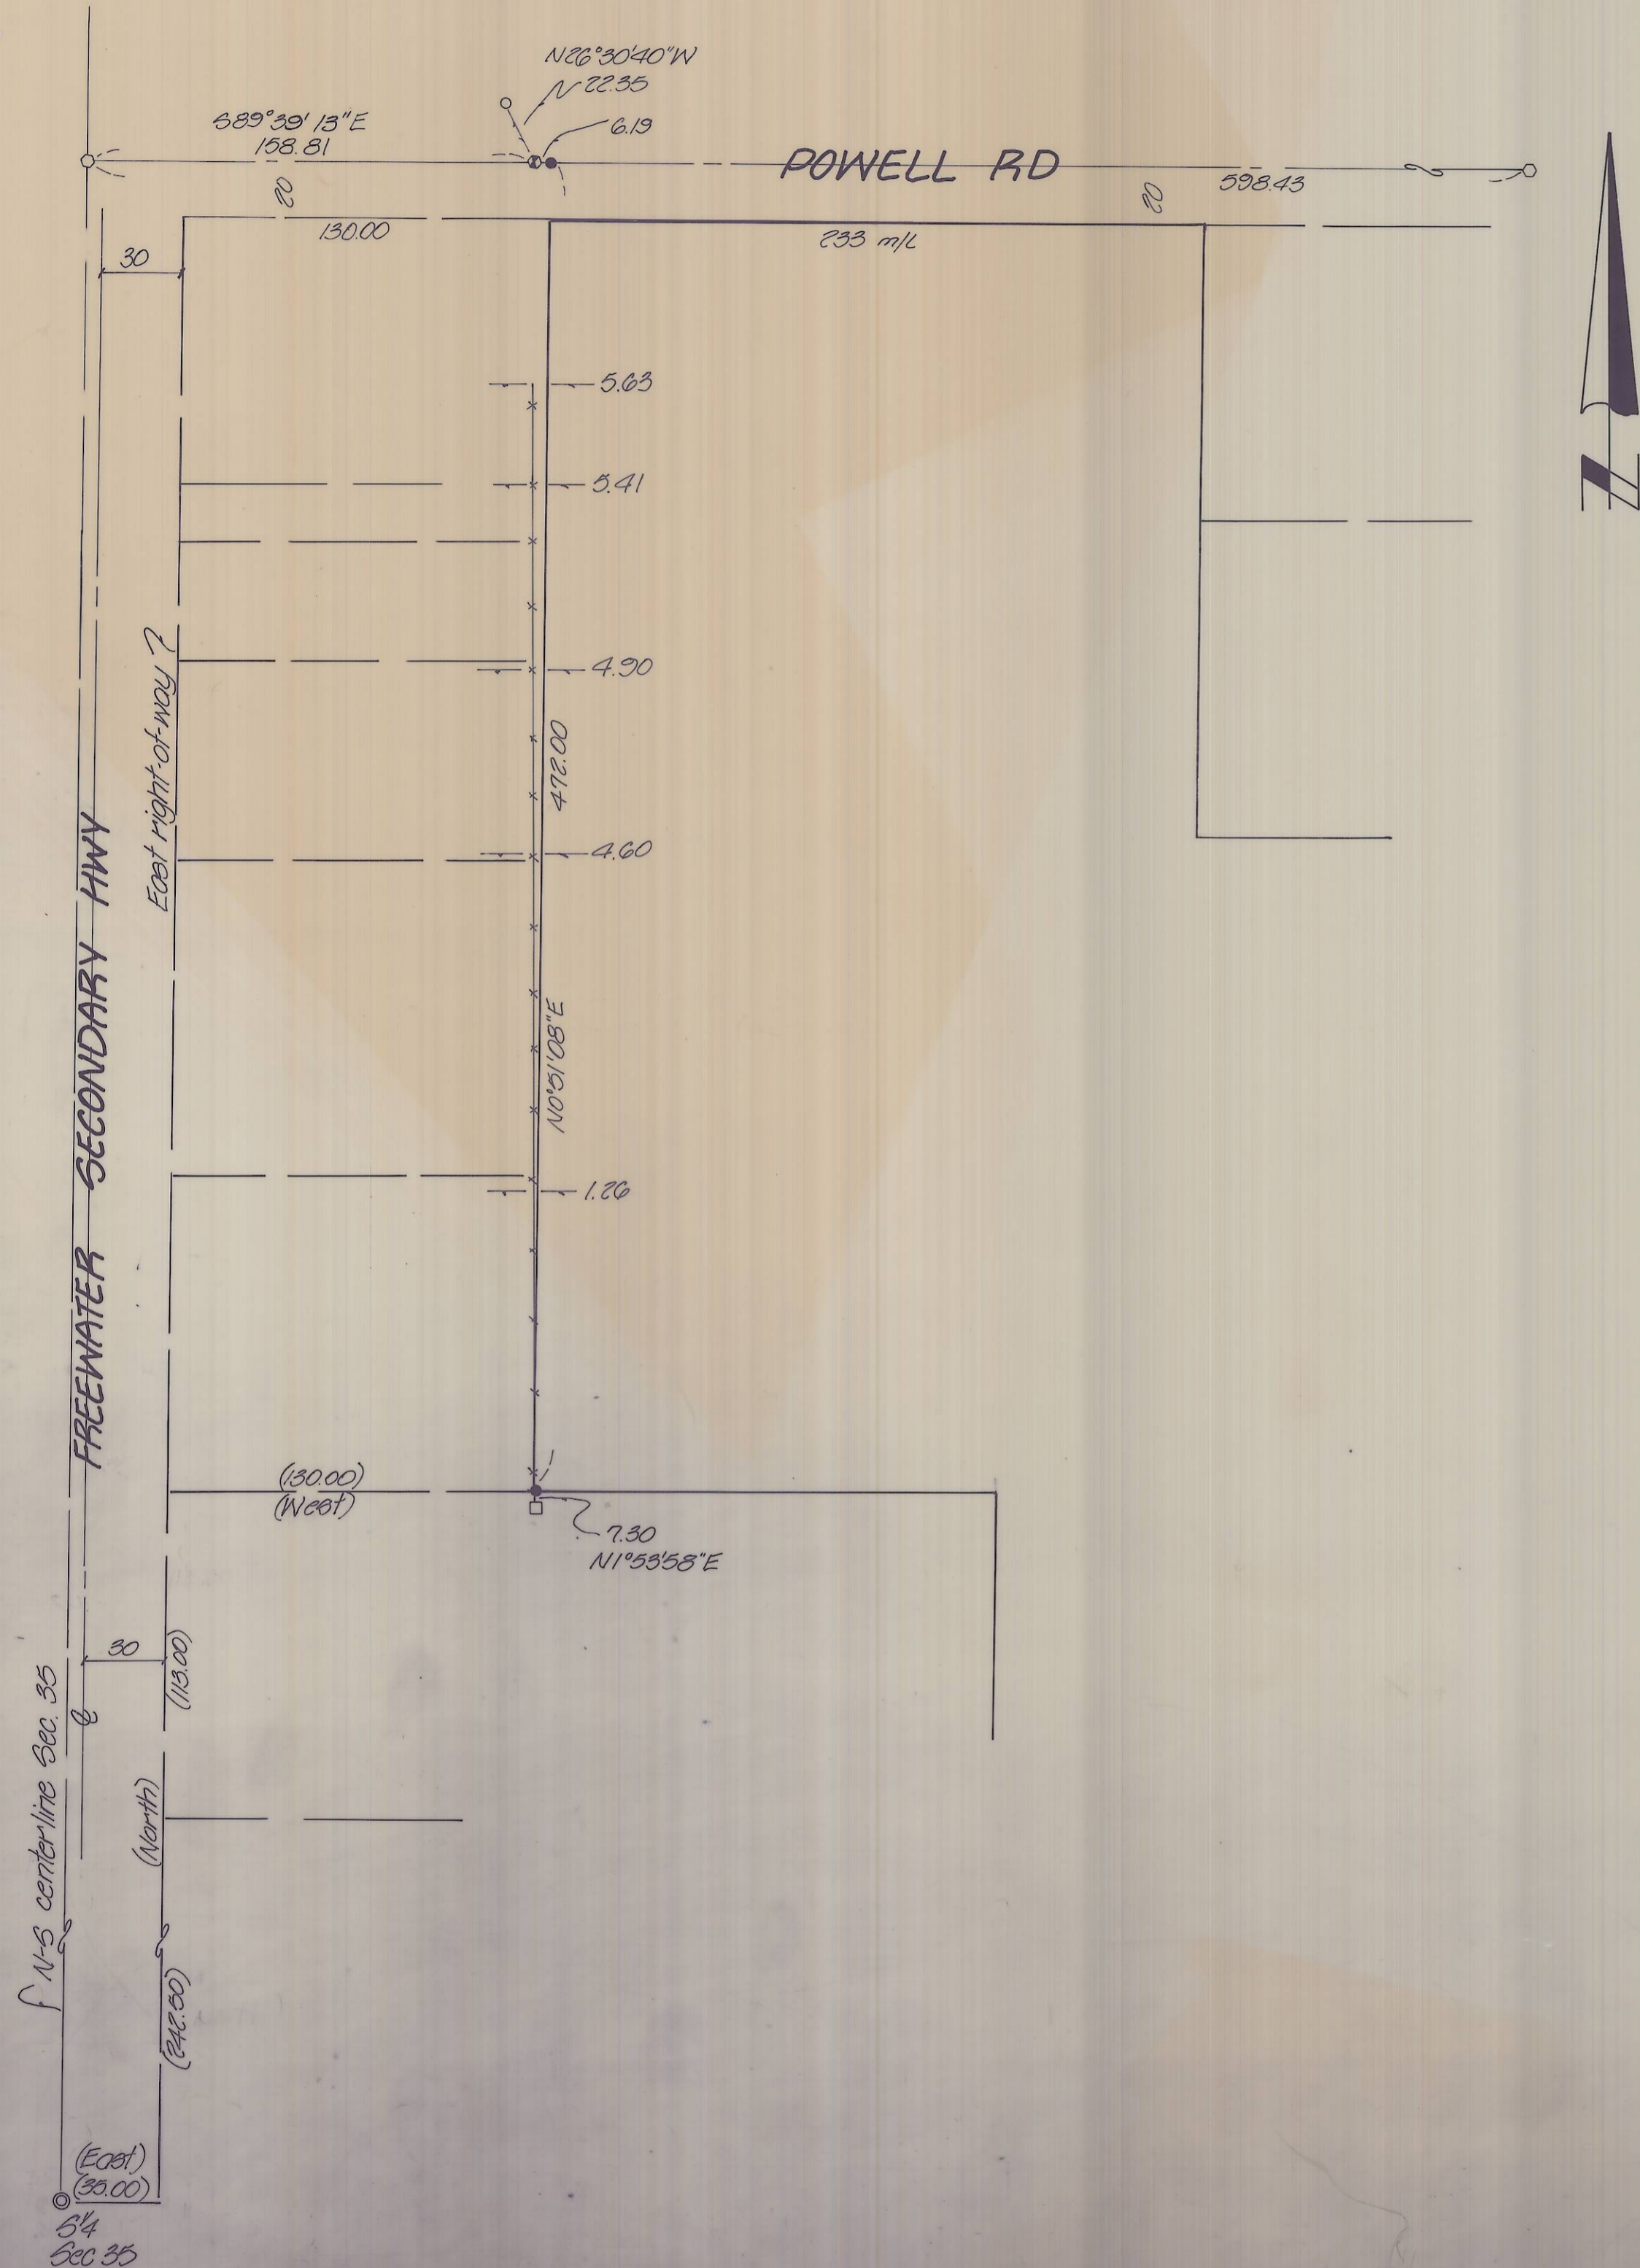 N26°30'40"W
22.35
S89°39'13"E
158.81
6.19
POWELL RD
20
20
598.43
130.00
233 m/L
30
5.63
5.41
4.90
472.00
4.60
East right-of-way ?
FREEWATER SECONDARY HWY
N0°51'08"E
1.26
(130.00)
(West)
7.30
N1°53'58"E
30
(113.00)
℄
N-S centerline Sec. 35
(North)
(242.50)
(East)
(35.00)
S1/4
Sec 35
Z